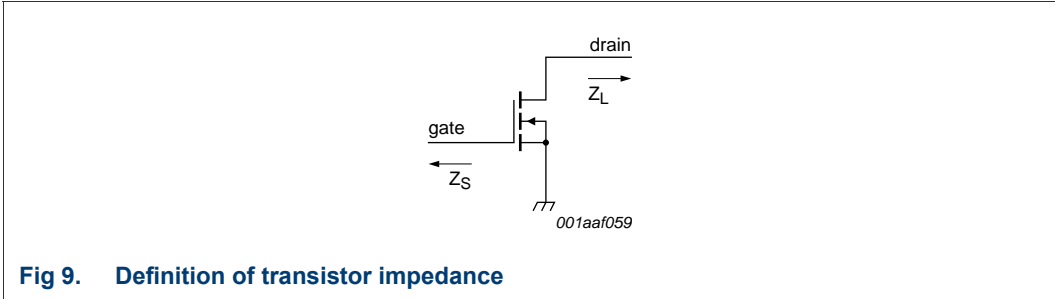 drain
Z_L
gate
Z_S
001aaf059
Fig 9. Definition of transistor impedance